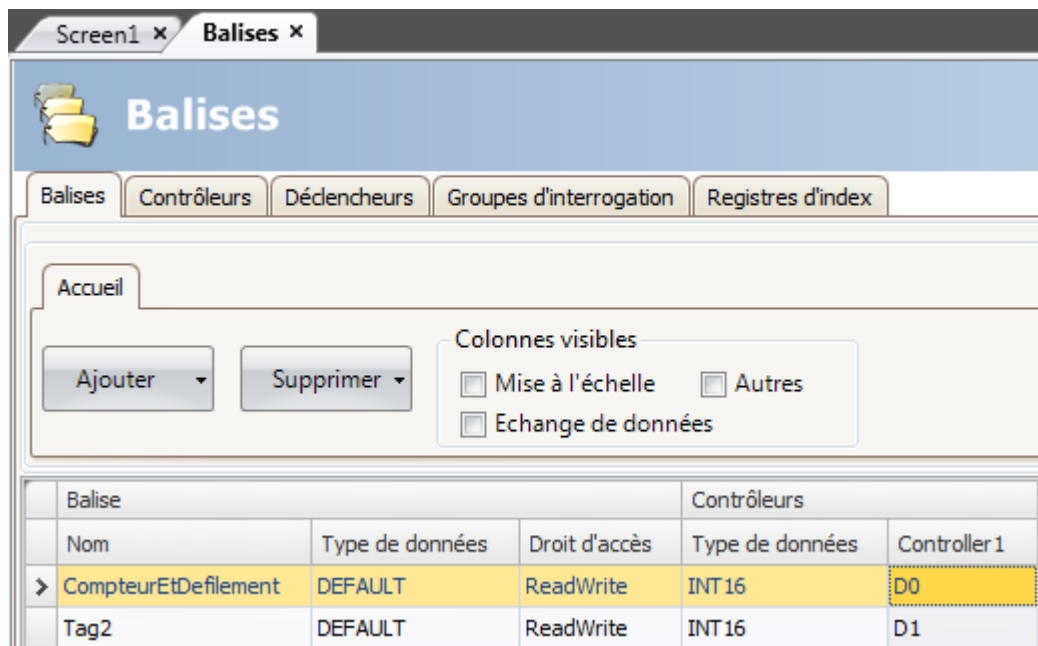 Screen1 × Balises ×
Balises
Balises Contrôleurs Déclencheurs Groupes d'interrogation Registres d'index
Accueil
Colonnes visibles
Ajouter Supprimer Mise à l'échelle Autres
Echange de données
Balise Contrôleurs
Nom Type de données Droit d'accès Type de données Controller1
CompteurEtDefilement DEFAULT ReadWrite INT16 D0
Tag2 DEFAULT ReadWrite INT16 D1